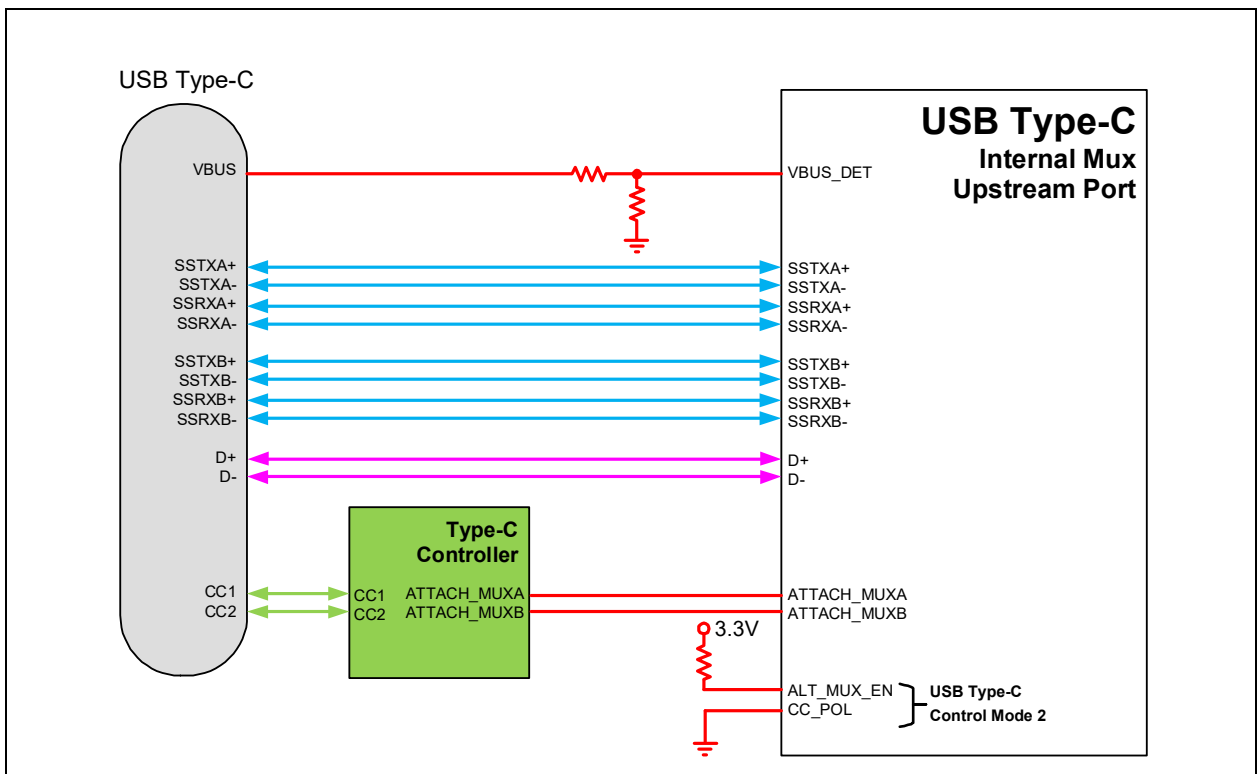 USB Type-C
VBUS
SSTXA+
SSTXA-
SSRXA+
SSRXA-
SSTXB+
SSTXB-
SSRXB+
SSRXB-
D+
D-
CC1
CC2
Type-C
Controller
CC1 ATTACH_MUXA
CC2 ATTACH_MUXB
3.3V
USB Type-C
Internal Mux
Upstream Port
VBUS_DET
SSTXA+
SSTXA-
SSRXA+
SSRXA-
SSTXB+
SSTXB-
SSRXB+
SSRXB-
D+
D-
ATTACH_MUXA
ATTACH_MUXB
ALT_MUX_EN
CC_POL
USB Type-C
Control Mode 2